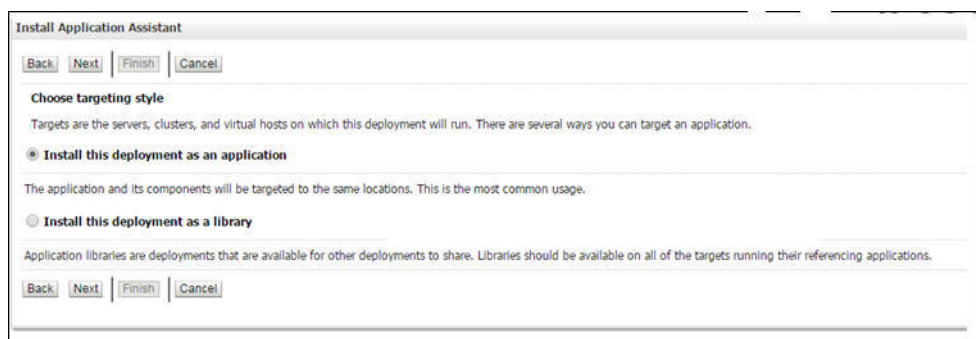 Install Application Assistant
Back Next Finish Cancel
Choose targeting style
Targets are the servers, clusters, and virtual hosts on which this deployment will run. There are several ways you can target an application.
Install this deployment as an application
The application and its components will be targeted to the same locations. This is the most common usage.
Install this deployment as a library
Application libraries are deployments that are available for other deployments to share. Libraries should be available on all of the targets running their referencing applications.
Back Next Finish Cancel